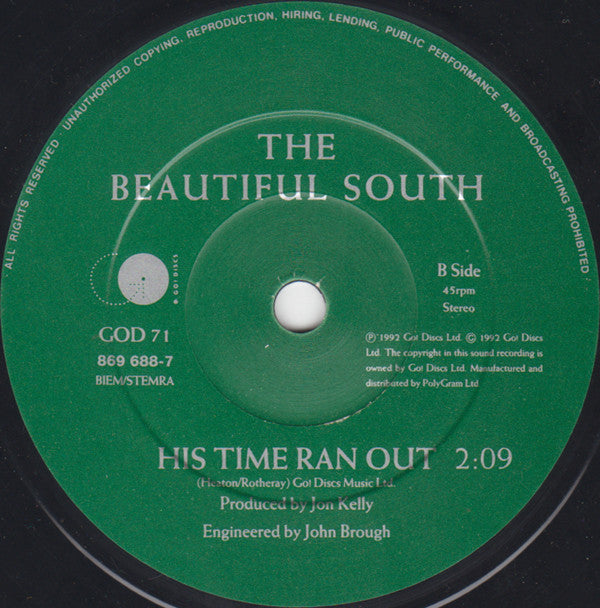 ALL RIGHTS RESERVED UNAUTHORIZED COPYING, REPRODUCTION, HIRING, LENDING, PUBLIC PERFORMANCE AND BROADCASTING PROHIBITED
THE
BEAUTIFUL SOUTH
GO! DISCS
GOD 71
869 688-7
BIEM/STEMRA
B Side
45rpm
Stereo
℗ 1992 Go! Discs Ltd. © 1992 Go! Discs
Ltd. The copyright in this sound recording is
owned by Go! Discs Ltd. Manufactured and
distributed by PolyGram Ltd
HIS TIME RAN OUT 2:09
(Heaton/Rotheray) Go! Discs Music Ltd.
Produced by Jon Kelly
Engineered by John Brough